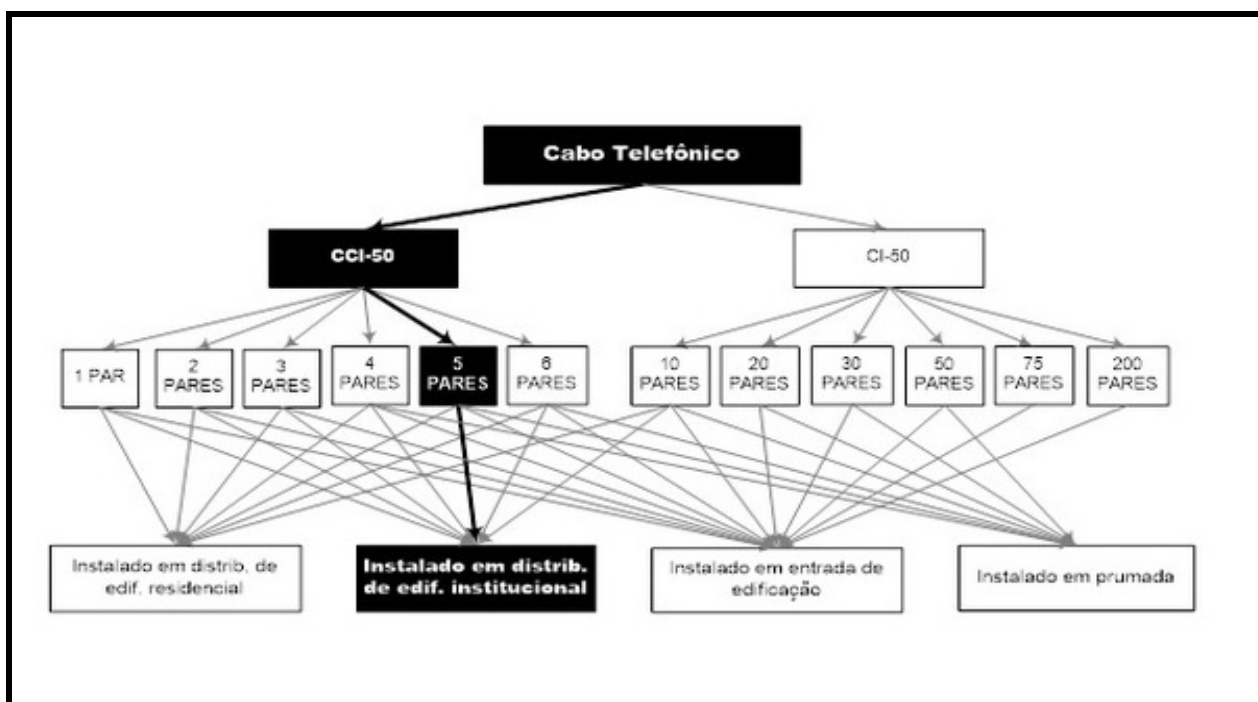 Cabo Telefônico
CCI-50
CI-50
1 PAR
2
PARES
3
PARES
4
PARES
5
PARES
6
PARES
10
PARES
20
PARES
30
PARES
50
PARES
75
PARES
200
PARES
Instalado em distrib. de
edif. residencial
Instalado em distrib.
de edif. institucional
Instalado em entrada de
edificação
Instalado em prumada